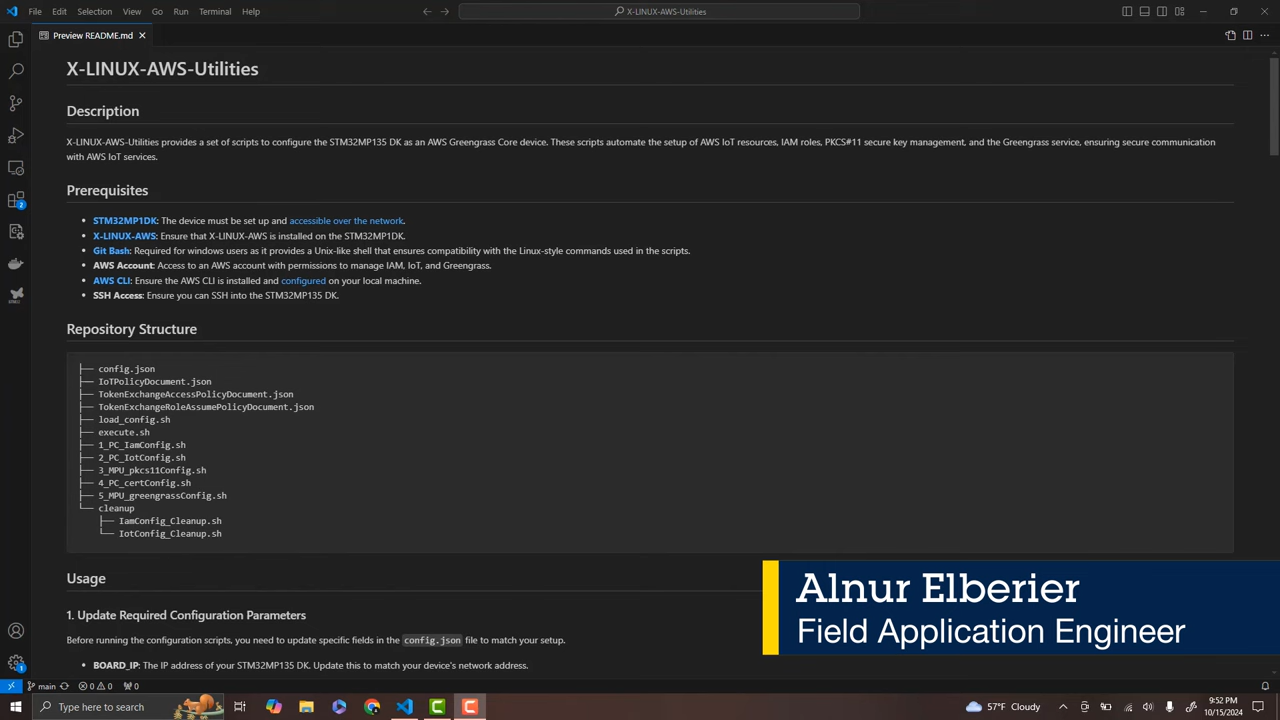 File Edit Selection View Go Run Terminal Help
X-LINUX-AWS-Utilities
Preview README.md
X-LINUX-AWS-Utilities
Description
X-LINUX-AWS-Utilities provides a set of scripts to configure the STM32MP135 DK as an AWS Greengrass Core device. These scripts automate the setup of AWS IoT resources, IAM roles, PKCS#11 secure key management, and the Greengrass service, ensuring secure communication
with AWS IoT services.
Prerequisites
• STM32MP1DK: The device must be set up and accessible over the network.
• X-LINUX-AWS: Ensure that X-LINUX-AWS is installed on the STM32MP1DK.
• Git Bash: Required for windows users as it provides a Unix-like shell that ensures compatibility with the Linux-style commands used in the scripts.
• AWS Account: Access to an AWS account with permissions to manage IAM, IoT, and Greengrass.
• AWS CLI: Ensure the AWS CLI is installed and configured on your local machine.
• SSH Access: Ensure you can SSH into the STM32MP135 DK.
Repository Structure
├── config.json
├── IoTPolicyDocument.json
├── TokenExchangeAccessPolicyDocument.json
├── TokenExchangeRoleAssumePolicyDocument.json
├── load_config.sh
├── execute.sh
├── 1_PC_IamConfig.sh
├── 2_PC_IotConfig.sh
├── 3_MPU_pkcs11Config.sh
├── 4_PC_certConfig.sh
├── 5_MPU_greengrassConfig.sh
└── cleanup
├── IamConfig_Cleanup.sh
└── IotConfig_Cleanup.sh
Usage
1. Update Required Configuration Parameters
Before running the configuration scripts, you need to update specific fields in the config.json file to match your setup.
• BOARD_IP: The IP address of your STM32MP135 DK. Update this to match your device's network address.
Alnur Elberier
Field Application Engineer
2
1
main 0 0 0
Type here to search
57°F Cloudy
9:52 PM
10/15/2024